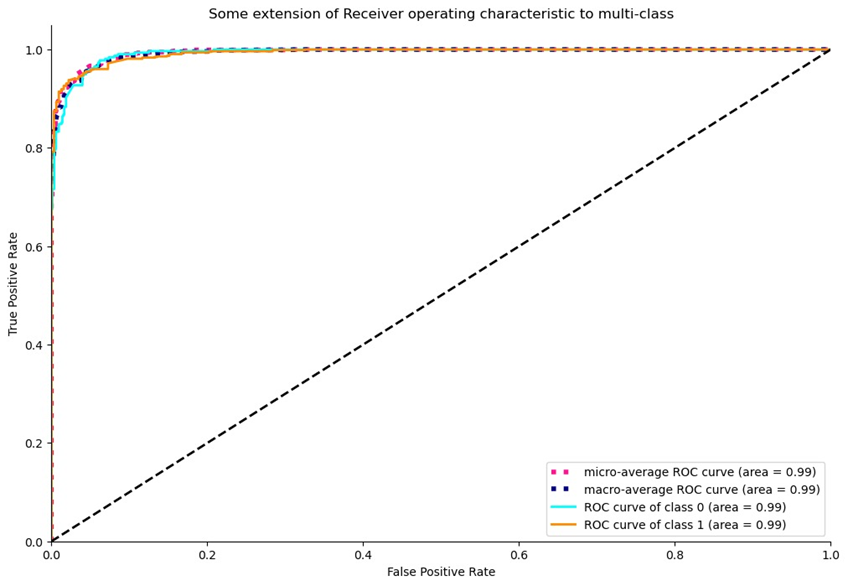 Some extension of Receiver operating characteristic to multi-class
1.0
0.8
0.6
0.4
0.2
0.0
True Positive Rate
0.0 0.2 0.4 0.6 0.8 1.0
False Positive Rate
micro-average ROC curve (area = 0.99)
macro-average ROC curve (area = 0.99)
ROC curve of class 0 (area = 0.99)
ROC curve of class 1 (area = 0.99)